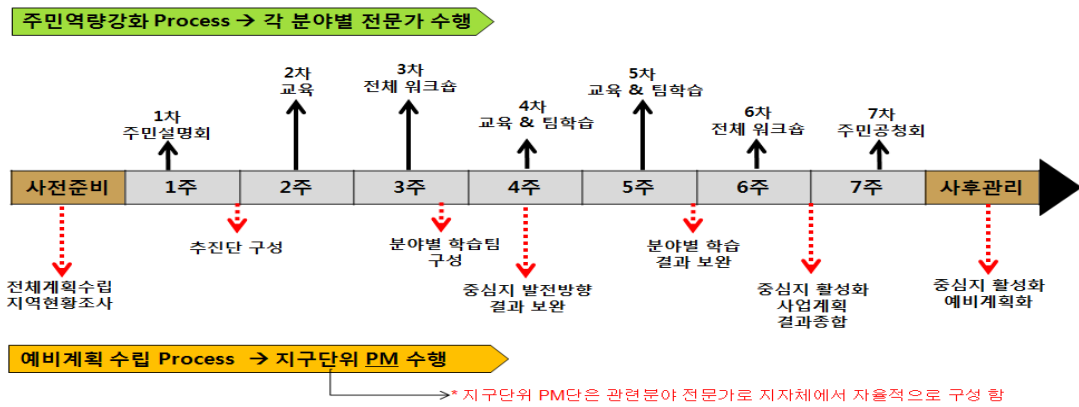 주민역량강화 Process → 각 분야별 전문가 수행
1차
주민설명회
2차
교육
3차
전체 워크숍
4차
교육 & 팀학습
5차
교육 & 팀학습
6차
전체 워크숍
7차
주민공청회
사전준비
1주
2주
3주
4주
5주
6주
7주
사후관리
전체계획수립
지역현황조사
추진단 구성
분야별 학습팀
구성
중심지 발전방향
결과 보완
분야별 학습
결과 보완
중심지 활성화
사업계획
결과종합
중심지 활성화
예비계획화
예비계획 수립 Process → 지구단위 PM 수행
* 지구단위 PM단은 관련분야 전문가로 지자체에서 자율적으로 구성 함